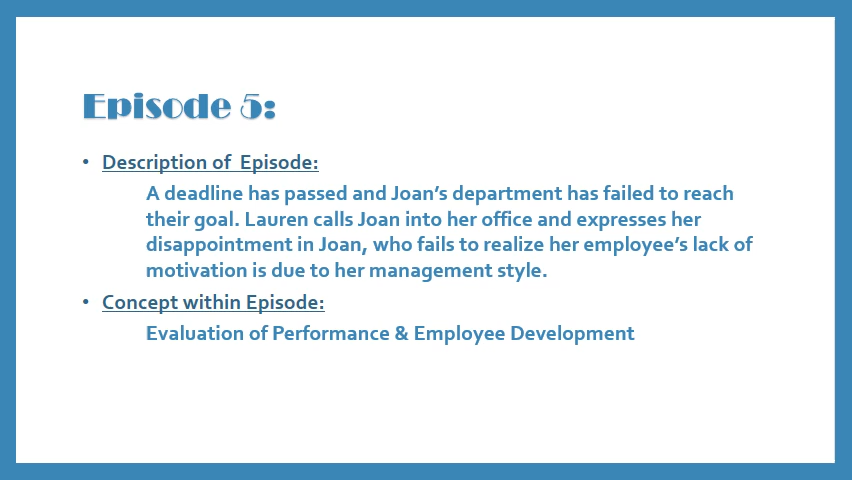 Episode 5:
• Description of  Episode:
A deadline has passed and Joan’s department has failed to reach
their goal. Lauren calls Joan into her office and expresses her
disappointment in Joan, who fails to realize her employee’s lack of
motivation is due to her management style.
• Concept within Episode:
Evaluation of Performance & Employee Development